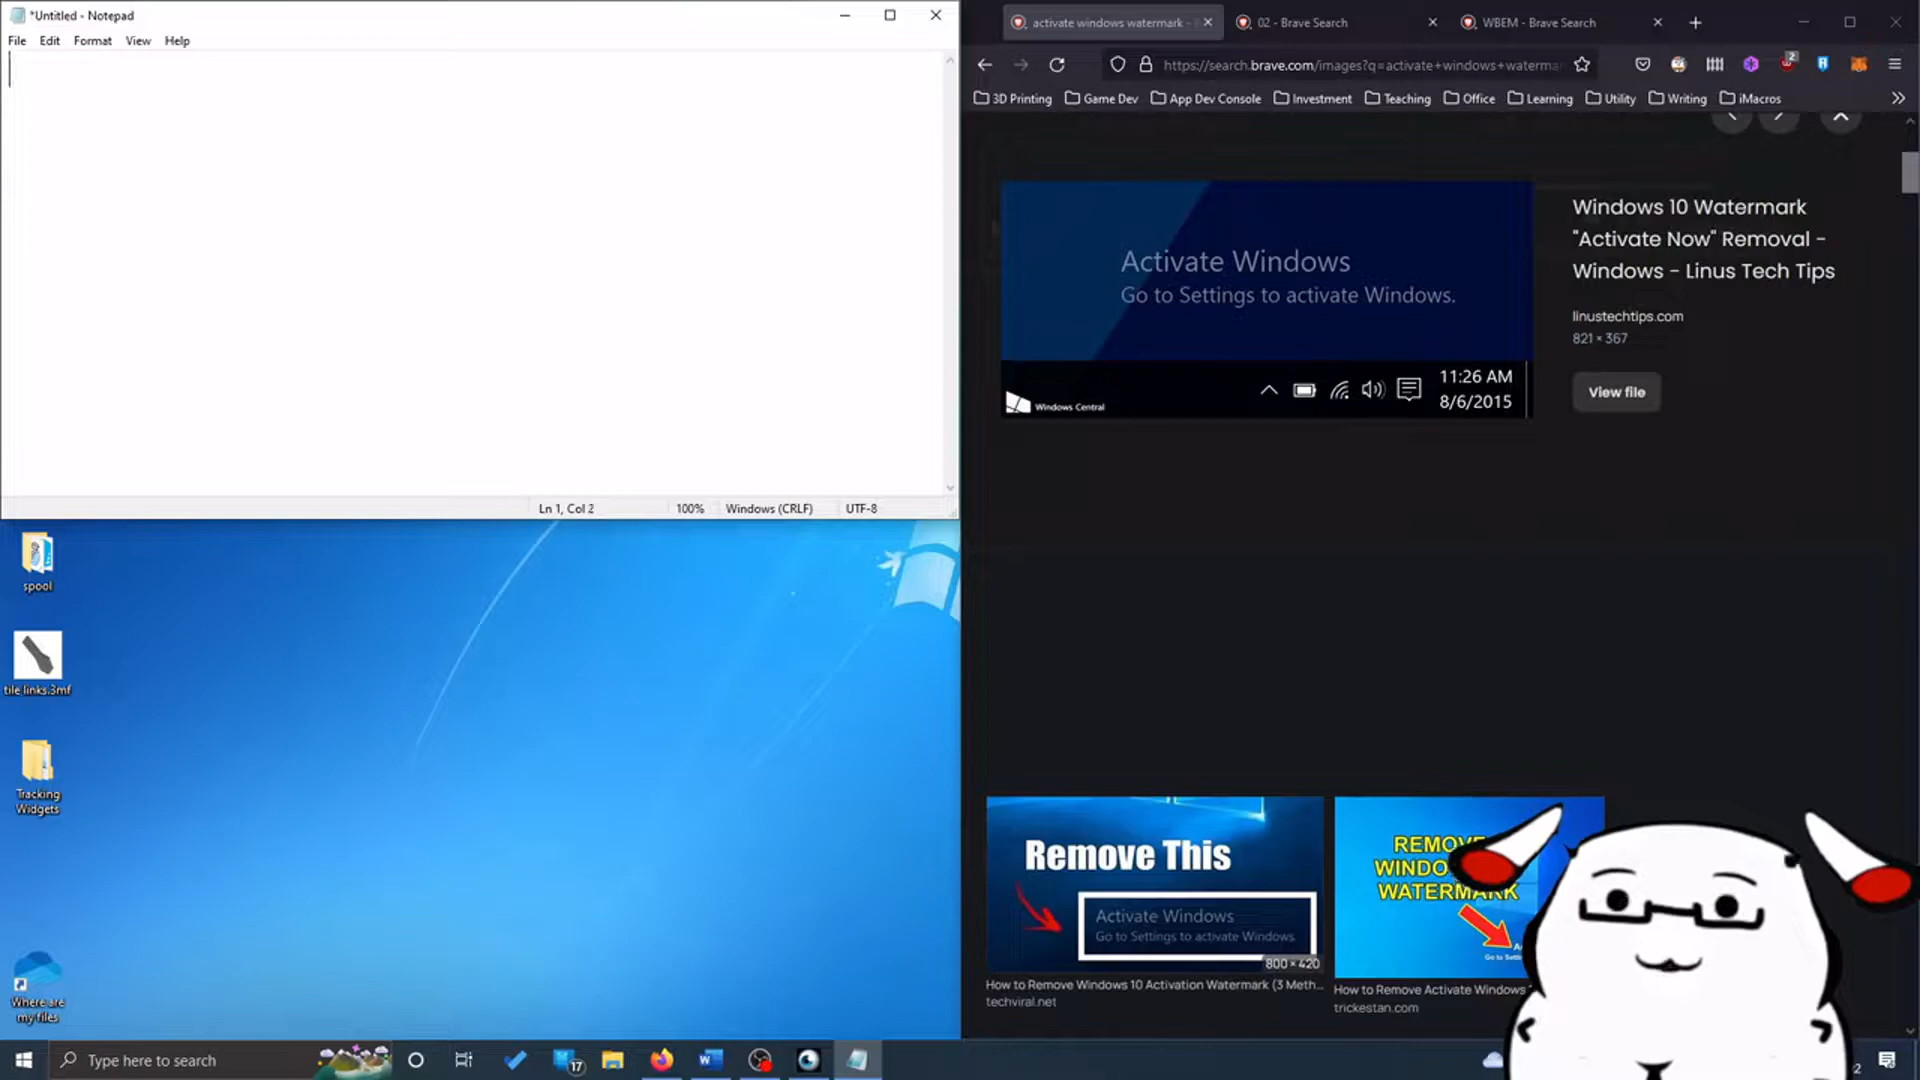 *Untitled - Notepad
File Edit Format View Help
Ln 1, Col 2 100% Windows (CRLF) UTF-8
spool
tile links.3mf
Tracking
Widgets
Where are
my files
Type here to search
17
activate windows watermark -
02 - Brave Search
WBEM - Brave Search
https://search.brave.com/images?q=activate+windows+waterma
2
3D Printing Game Dev App Dev Console Investment Teaching Office Learning Utility Writing iMacros
Activate Windows
Go to Settings to activate Windows.
Windows Central
11:26 AM
8/6/2015
Windows 10 Watermark
"Activate Now" Removal -
Windows - Linus Tech Tips
linustechtips.com
821 × 367
View file
Remove This
Activate Windows
Go to Settings to activate Windows
800 × 420
How to Remove Windows 10 Activation Watermark (3 Meth...
techviral.net
WATERMARK
Go to
How to Remove Activate Windows
trickestan.com